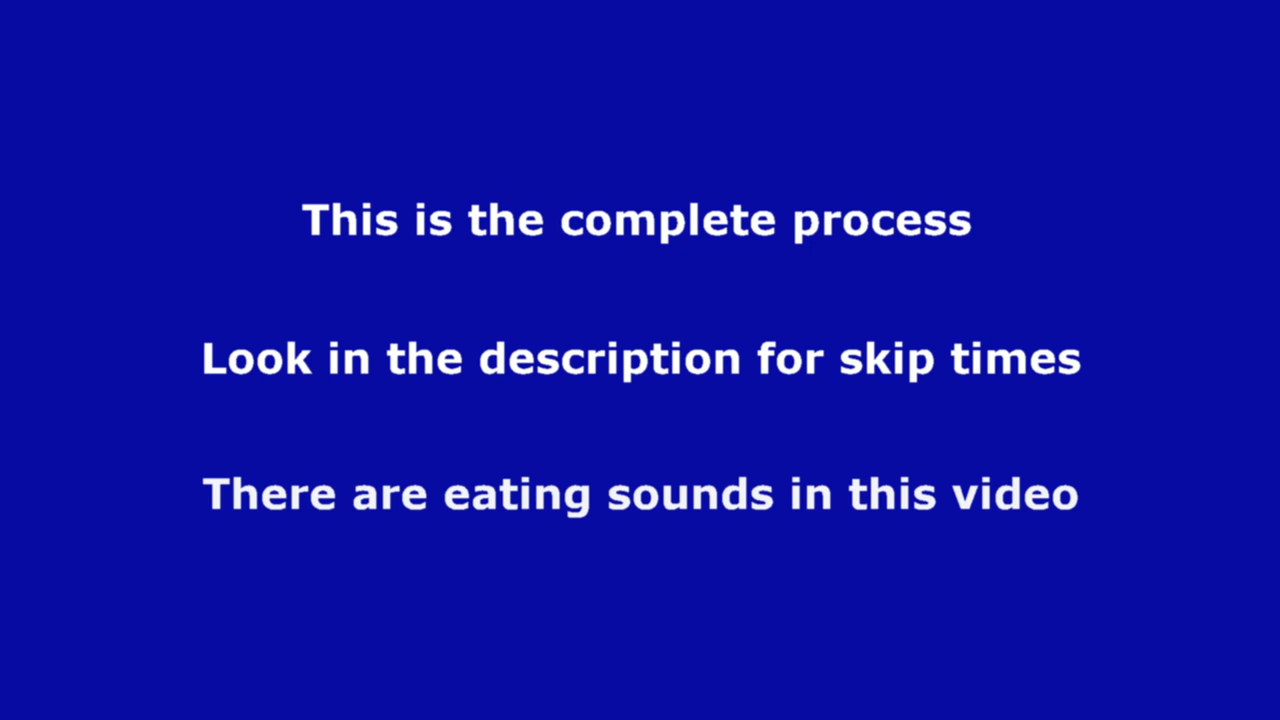 This is the complete process
Look in the description for skip times
There are eating sounds in this video